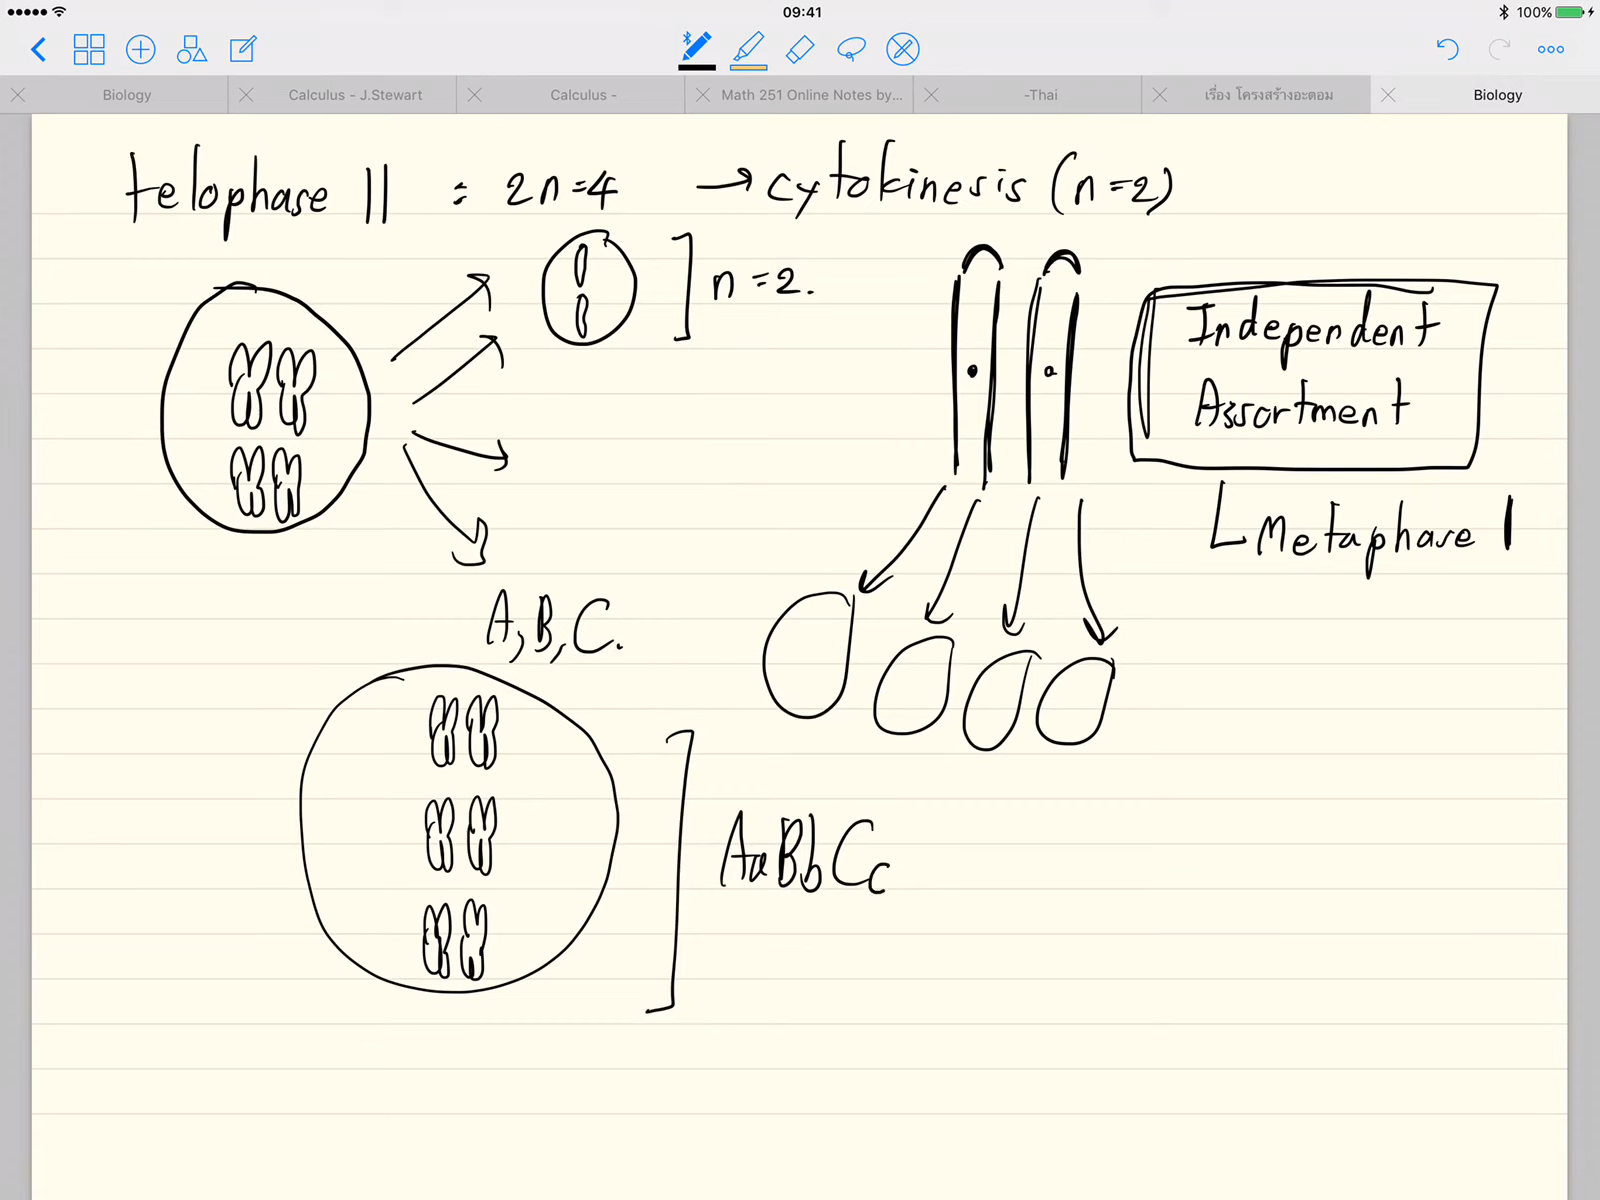 09:41
100%
Biology
Calculus - J.Stewart
Calculus -
Math 251 Online Notes by...
-Thai
เรื่อง โครงสร้างอะตอม
Biology
telophase II : 2n=4 → cytokinesis (n=2)
n=2.
Independent
Assortment
Metaphase I
A, B, C.
AaBbCc